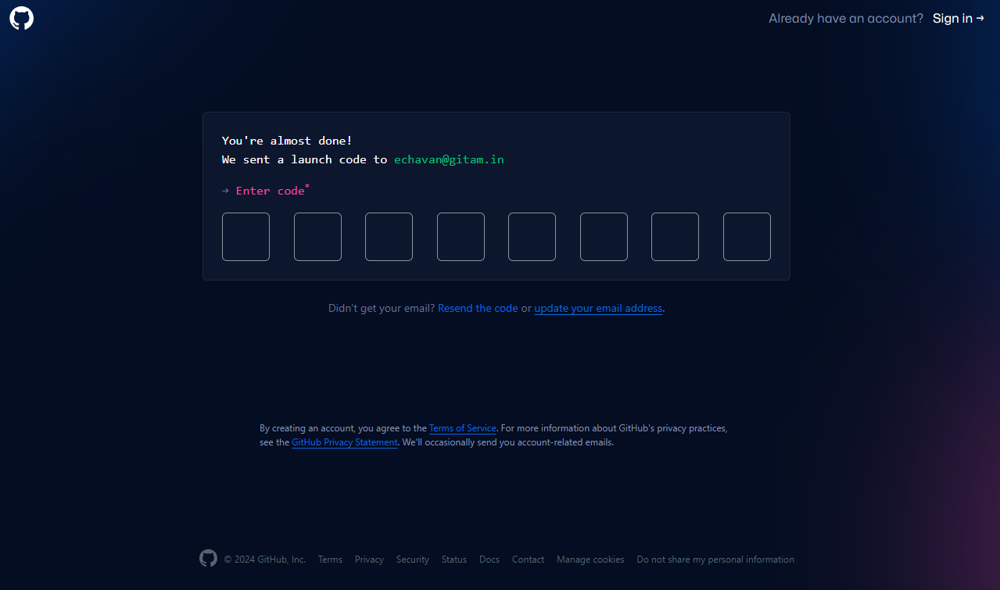 Already have an account? Sign in →
You're almost done!
We sent a launch code to echavan@gitam.in
→ Enter code*
Didn't get your email? Resend the code or update your email address.
By creating an account, you agree to the Terms of Service. For more information about GitHub's privacy practices,
see the GitHub Privacy Statement. We'll occasionally send you account-related emails.
© 2024 GitHub, Inc. Terms Privacy Security Status Docs Contact Manage cookies Do not share my personal information